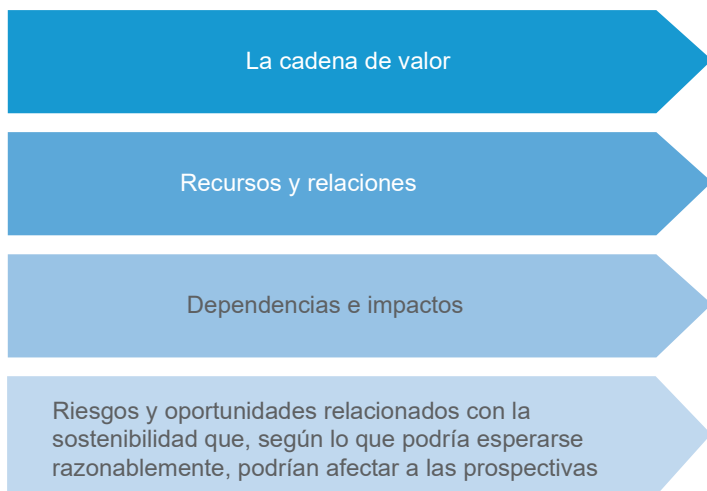 La cadena de valor
Recursos y relaciones
Dependencias e impactos
Riesgos y oportunidades relacionados con la
sostenibilidad que, según lo que podría esperarse
razonablemente, podrían afectar a las prospectivas